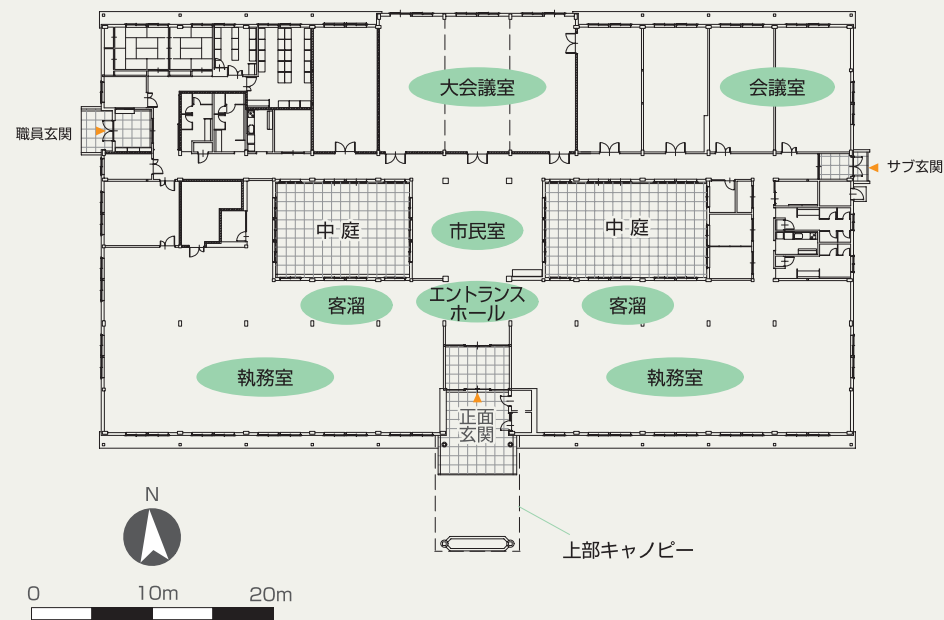 大会議室
会議室
職員玄関
サブ玄関
中庭
市民室
中庭
客溜
エントランス
ホール
客溜
執務室
執務室
正面
玄関
N
上部キャノピー
0 10m 20m